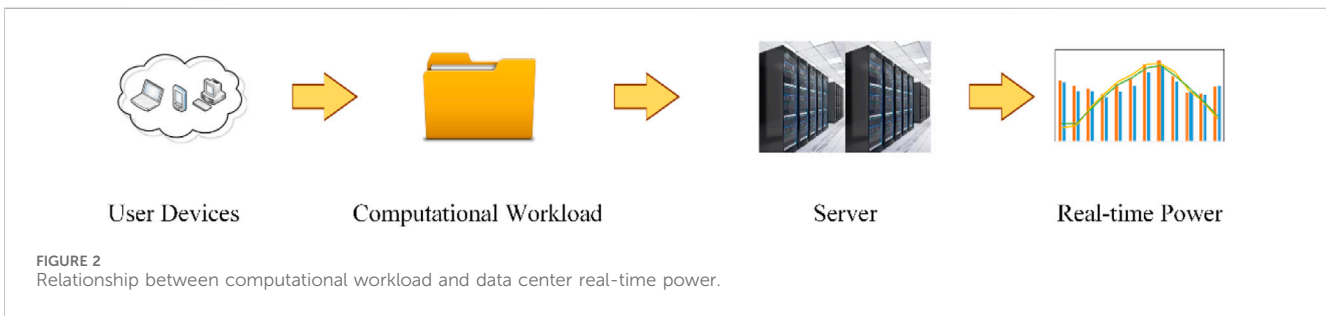 User Devices
Computational Workload
Server
Real-time Power
FIGURE 2
Relationship between computational workload and data center real-time power.